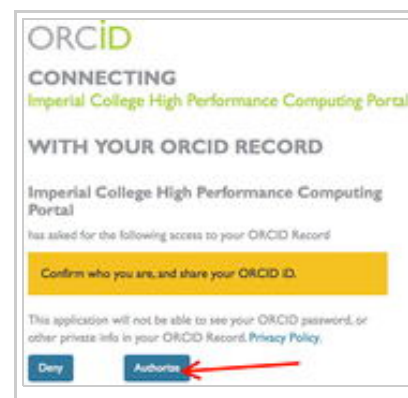 ORCiD
CONNECTING
Imperial College High Performance Computing Portal
WITH YOUR ORCID RECORD
Imperial College High Performance Computing
Portal
has asked for the following access to your ORCID Record
Confirm who you are, and share your ORCID iD.
This application will not be able to see your ORCID password, or
other private info in your ORCID Record. Privacy Policy.
Deny Authorize